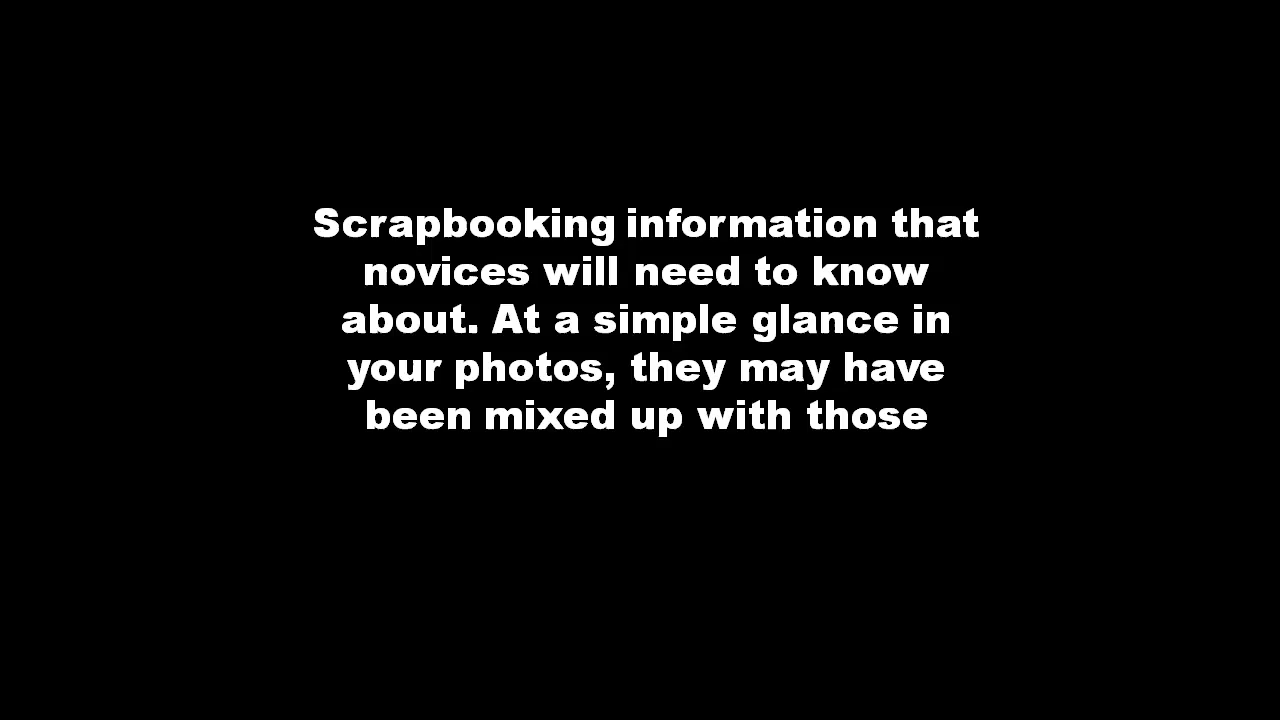 Scrapbooking information that
novices will need to know
about. At a simple glance in
your photos, they may have
been mixed up with those